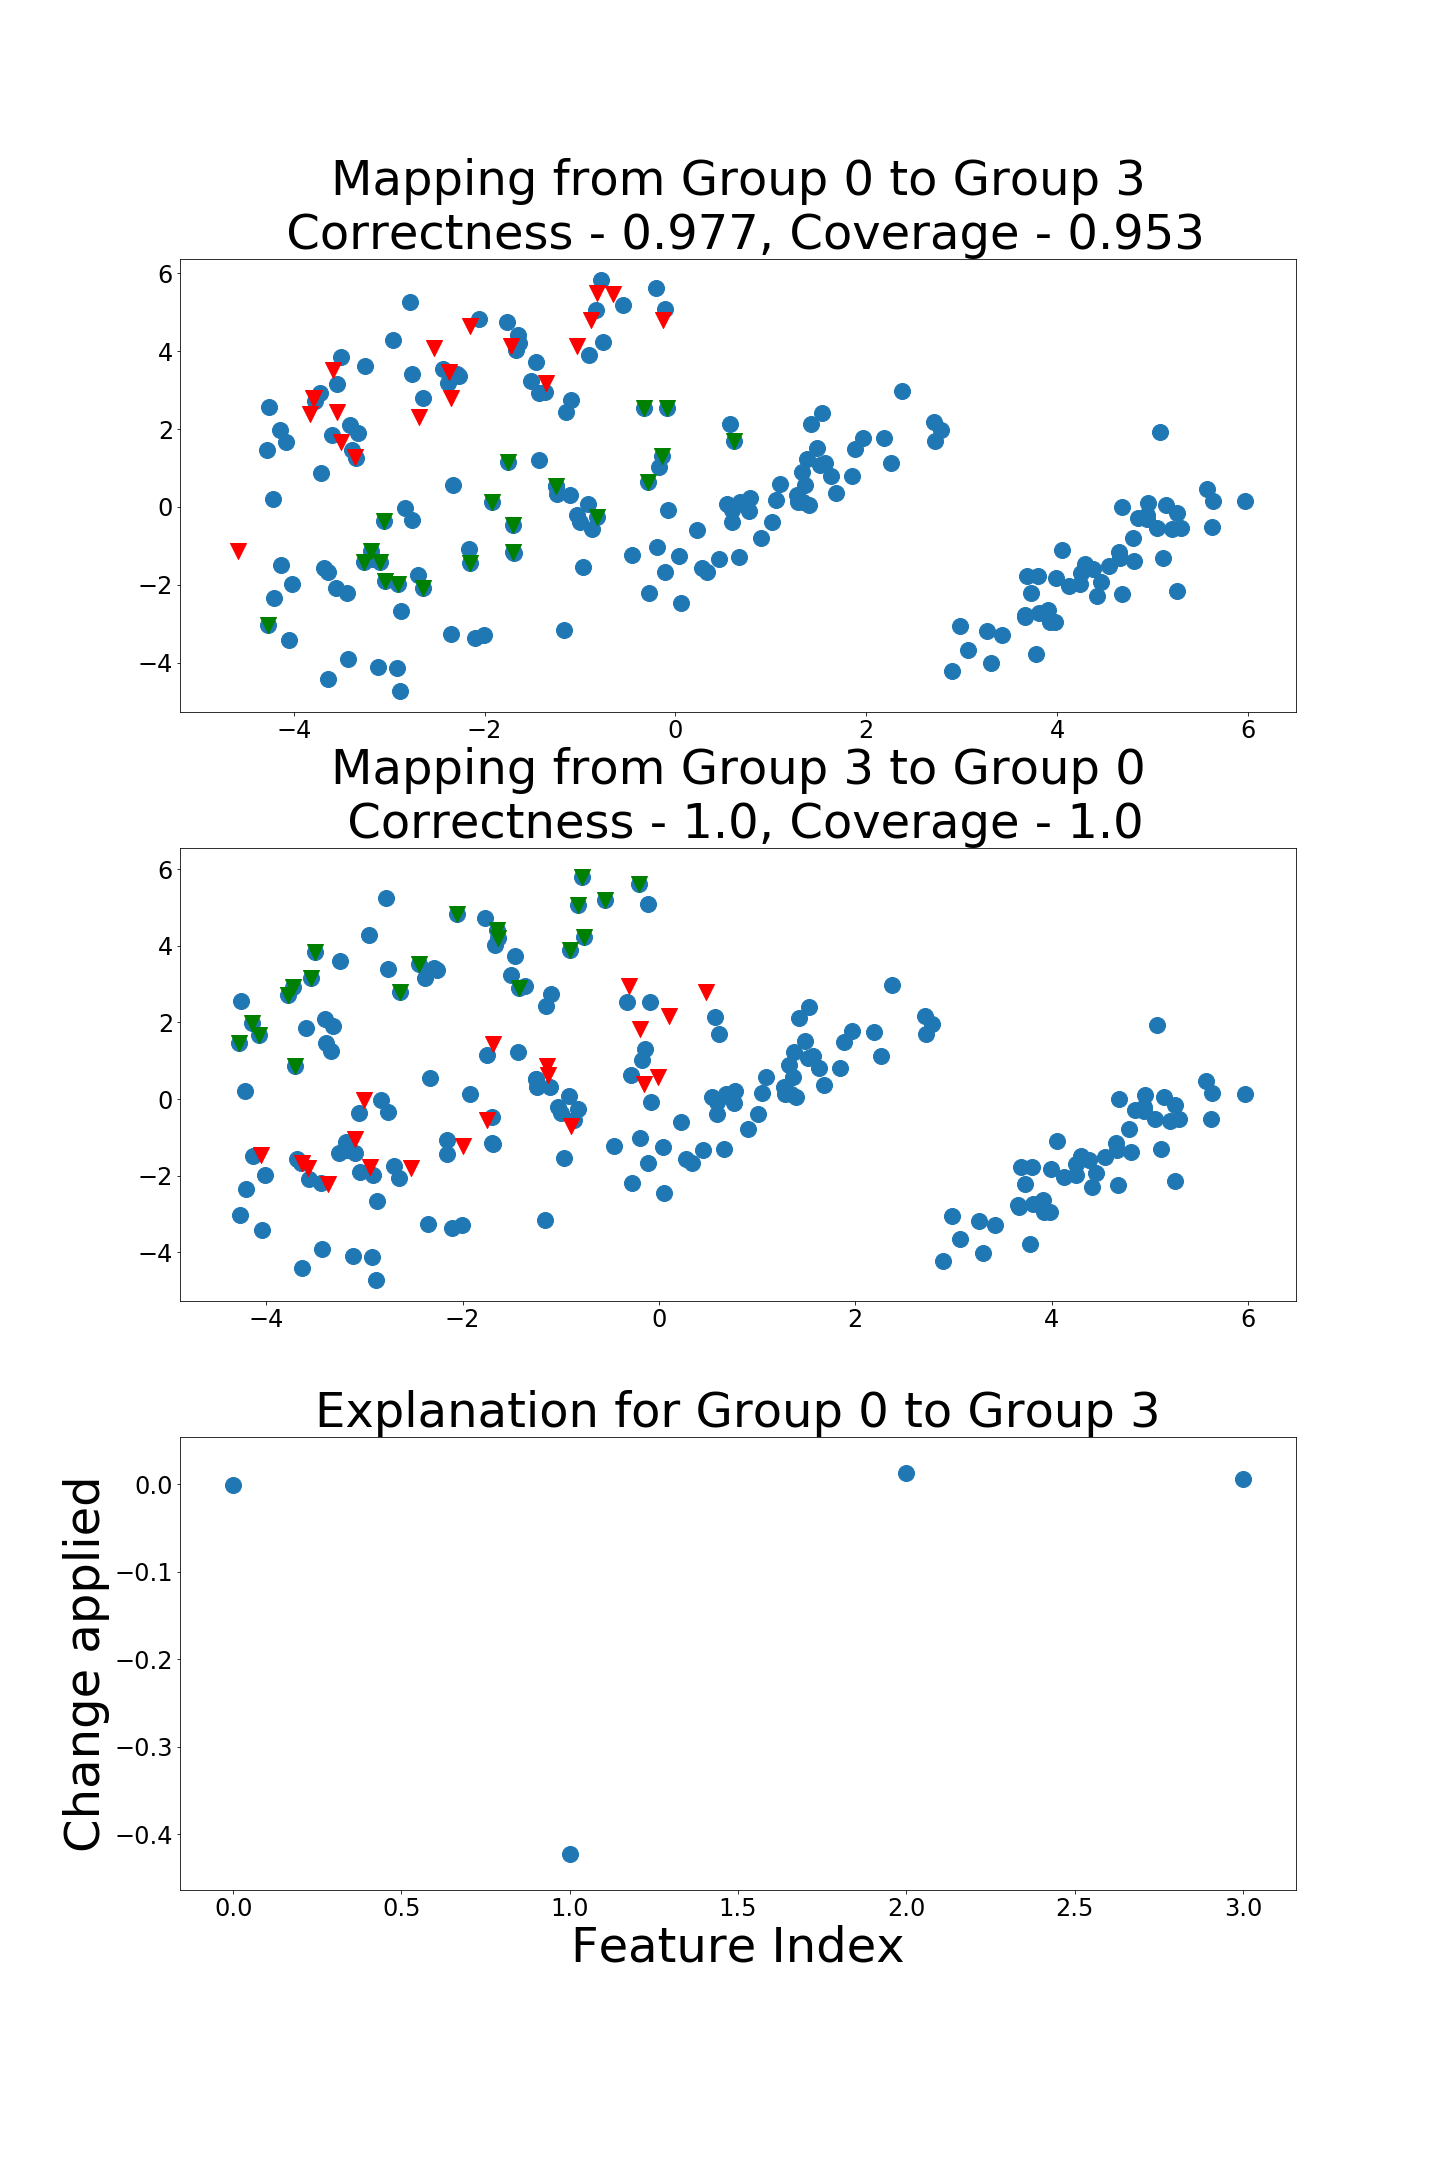 Mapping from Group 0 to Group 3
Correctness - 0.977, Coverage - 0.953
6
4
2
0
−2
−4
−4 −2 0 2 4 6
Mapping from Group 3 to Group 0
Correctness - 1.0, Coverage - 1.0
6
4
2
0
−2
−4
−4 −2 0 2 4 6
Explanation for Group 0 to Group 3
Change applied
0.0
−0.1
−0.2
−0.3
−0.4
0.0 0.5 1.0 1.5 2.0 2.5 3.0
Feature Index